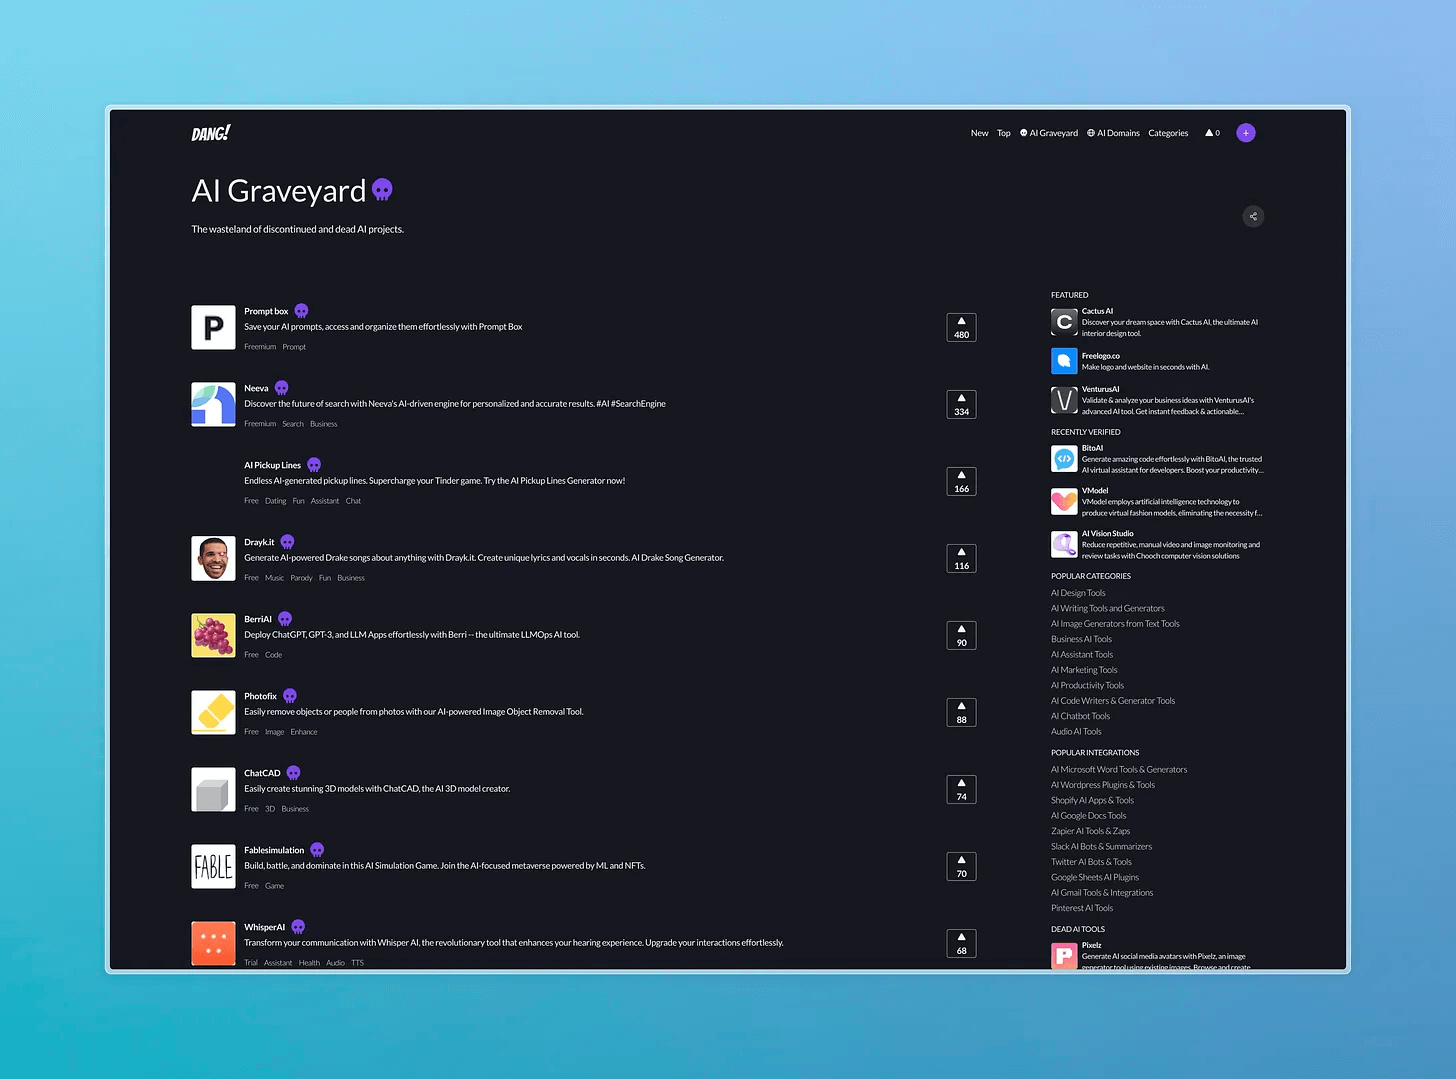 DANG!
New Top AI Graveyard AI Domains Categories 0 +
AI Graveyard
The wasteland of discontinued and dead AI projects.
P
Prompt box
Save your AI prompts, access and organize them effortlessly with Prompt Box
Freemium Prompt
480
Neeva
Discover the future of search with Neeva's AI-driven engine for personalized and accurate results. #AI #SearchEngine
Freemium Search Business
334
AI Pickup Lines
Endless AI-generated pickup lines. Supercharge your Tinder game. Try the AI Pickup Lines Generator now!
Free Dating Fun Assistant Chat
166
Drayk.it
Generate AI-powered Drake songs about anything with Drayk.it. Create unique lyrics and vocals in seconds. AI Drake Song Generator.
Free Music Parody Fun Business
116
BerriAI
Deploy ChatGPT, GPT-3, and LLM Apps effortlessly with Berri -- the ultimate LLMOps AI tool.
Free Code
90
Photofix
Easily remove objects or people from photos with our AI-powered Image Object Removal Tool.
Free Image Enhance
88
ChatCAD
Easily create stunning 3D models with ChatCAD, the AI 3D model creator.
Free 3D Business
74
FABLE
Fablesimulation
Build, battle, and dominate in this AI Simulation Game. Join the AI-focused metaverse powered by ML and NFTs.
Free Game
70
WhisperAI
Transform your communication with Whisper AI, the revolutionary tool that enhances your hearing experience. Upgrade your interactions effortlessly.
Trial Assistant Health Audio TTS
68
FEATURED
C
Cactus AI
Discover your dream space with Cactus AI, the ultimate AI
interior design tool.
Freelogo.co
Make logo and website in seconds with AI.
V
VenturusAI
Validate & analyze your business ideas with VenturusAI's
advanced AI tool. Get instant feedback & actionable...
RECENTLY VERIFIED
</>
BitoAI
Generate amazing code effortlessly with BitoAI, the trusted
AI virtual assistant for developers. Boost your productivity...
VModel
VModel employs artificial intelligence technology to
produce virtual fashion models, eliminating the necessity f...
AI Vision Studio
Reduce repetitive, manual video and image monitoring and
review tasks with Chooch computer vision solutions
POPULAR CATEGORIES
AI Design Tools
AI Writing Tools and Generators
AI Image Generators from Text Tools
Business AI Tools
AI Assistant Tools
AI Marketing Tools
AI Productivity Tools
AI Code Writers & Generator Tools
AI Chatbot Tools
Audio AI Tools
POPULAR INTEGRATIONS
AI Microsoft Word Tools & Generators
AI Wordpress Plugins & Tools
Shopify AI Apps & Tools
AI Google Docs Tools
Zapier AI Tools & Zaps
Slack AI Bots & Summarizers
Twitter AI Bots & Tools
Google Sheets AI Plugins
AI Gmail Tools & Integrations
Pinterest AI Tools
DEAD AI TOOLS
P
Pixelz
Generate AI social media avatars with Pixelz, an image
generator tool using existing images. Browse and create